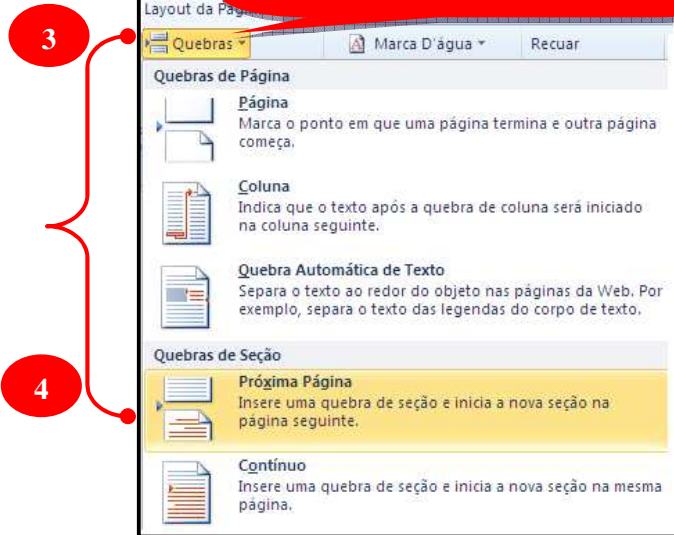 Layout da
3
Quebras
Marca D'água
Recuar
Quebras de Página
Página
Marca o ponto em que uma página termina e outra página
começa.
Coluna
Indica que o texto após a quebra de coluna será iniciado
na coluna seguinte.
Quebra Automática de Texto
Separa o texto ao redor do objeto nas páginas da Web. Por
exemplo, separa o texto das legendas do corpo de texto.
Quebras de Seção
4
Próxima Página
Insere uma quebra de seção e inicia a nova seção na
página seguinte.
Contínuo
Insere uma quebra de seção e inicia a nova seção na mesma
página.